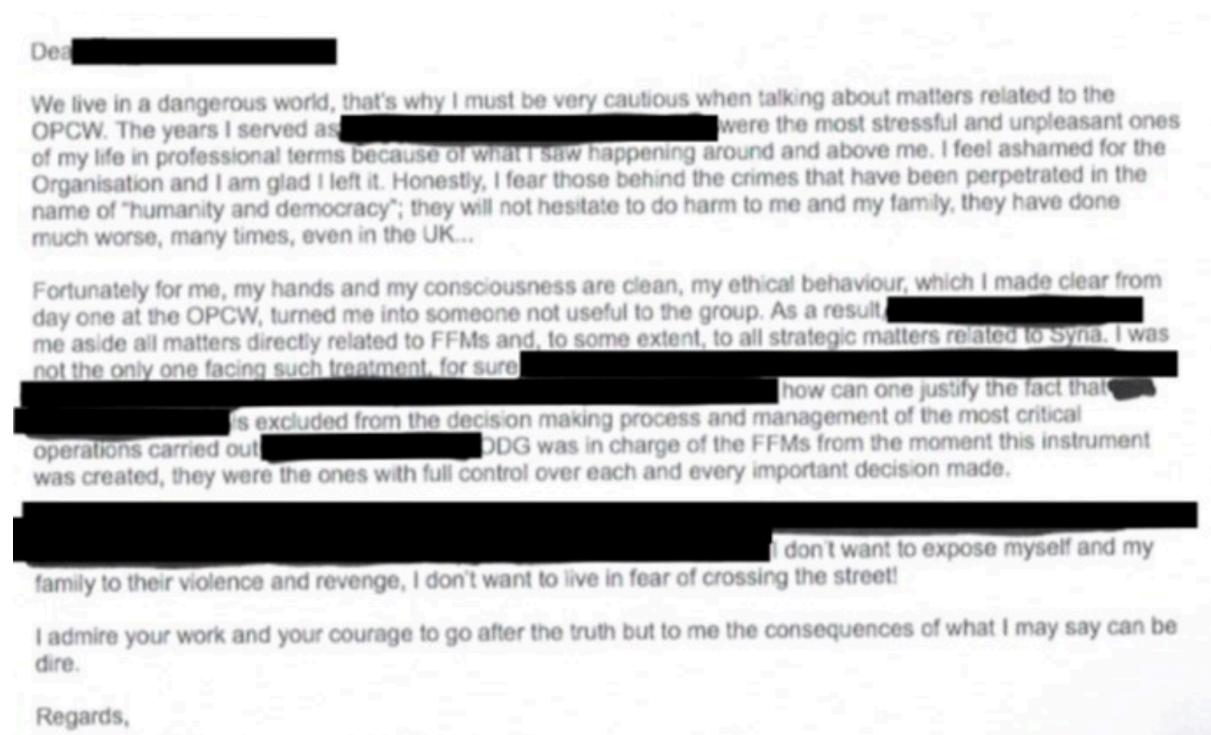 Dea
We live in a dangerous world, that's why I must be very cautious when talking about matters related to the
OPCW. The years I served as were the most stressful and unpleasant ones
of my life in professional terms because of what I saw happening around and above me. I feel ashamed for the
Organisation and I am glad I left it. Honestly, I fear those behind the crimes that have been perpetrated in the
name of "humanity and democracy"; they will not hesitate to do harm to me and my family, they have done
much worse, many times, even in the UK...
Fortunately for me, my hands and my consciousness are clean, my ethical behaviour, which I made clear from
day one at the OPCW, turned me into someone not useful to the group. As a result,
me aside all matters directly related to FFMs and, to some extent, to all strategic matters related to Syria. I was
not the only one facing such treatment, for sure
how can one justify the fact that
is excluded from the decision making process and management of the most critical
operations carried out DDG was in charge of the FFMs from the moment this instrument
was created, they were the ones with full control over each and every important decision made.
I don't want to expose myself and my
family to their violence and revenge, I don't want to live in fear of crossing the street!
I admire your work and your courage to go after the truth but to me the consequences of what I may say can be
dire.
Regards,